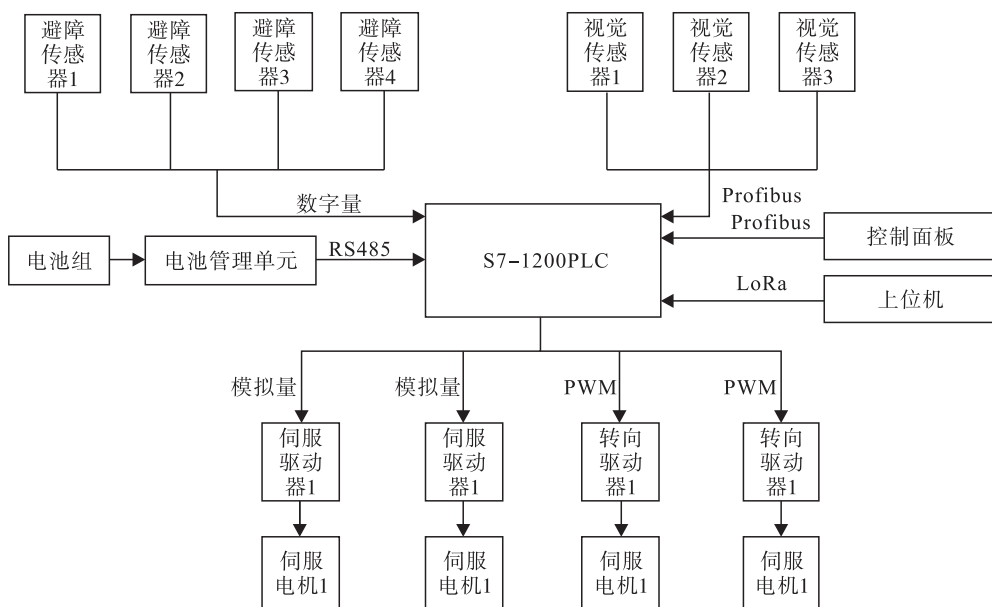 避障
传感
器1
避障
传感
器2
避障
传感
器3
避障
传感
器4
视觉
传感
器1
视觉
传感
器2
视觉
传感
器3
数字量
Profibus
Profibus
控制面板
电池组
电池管理单元
RS485
S7-1200PLC
LoRa
上位机
模拟量
模拟量
PWM
PWM
伺服
驱动
器1
伺服
驱动
器1
转向
驱动
器1
转向
驱动
器1
伺服
电机1
伺服
电机1
伺服
电机1
伺服
电机1